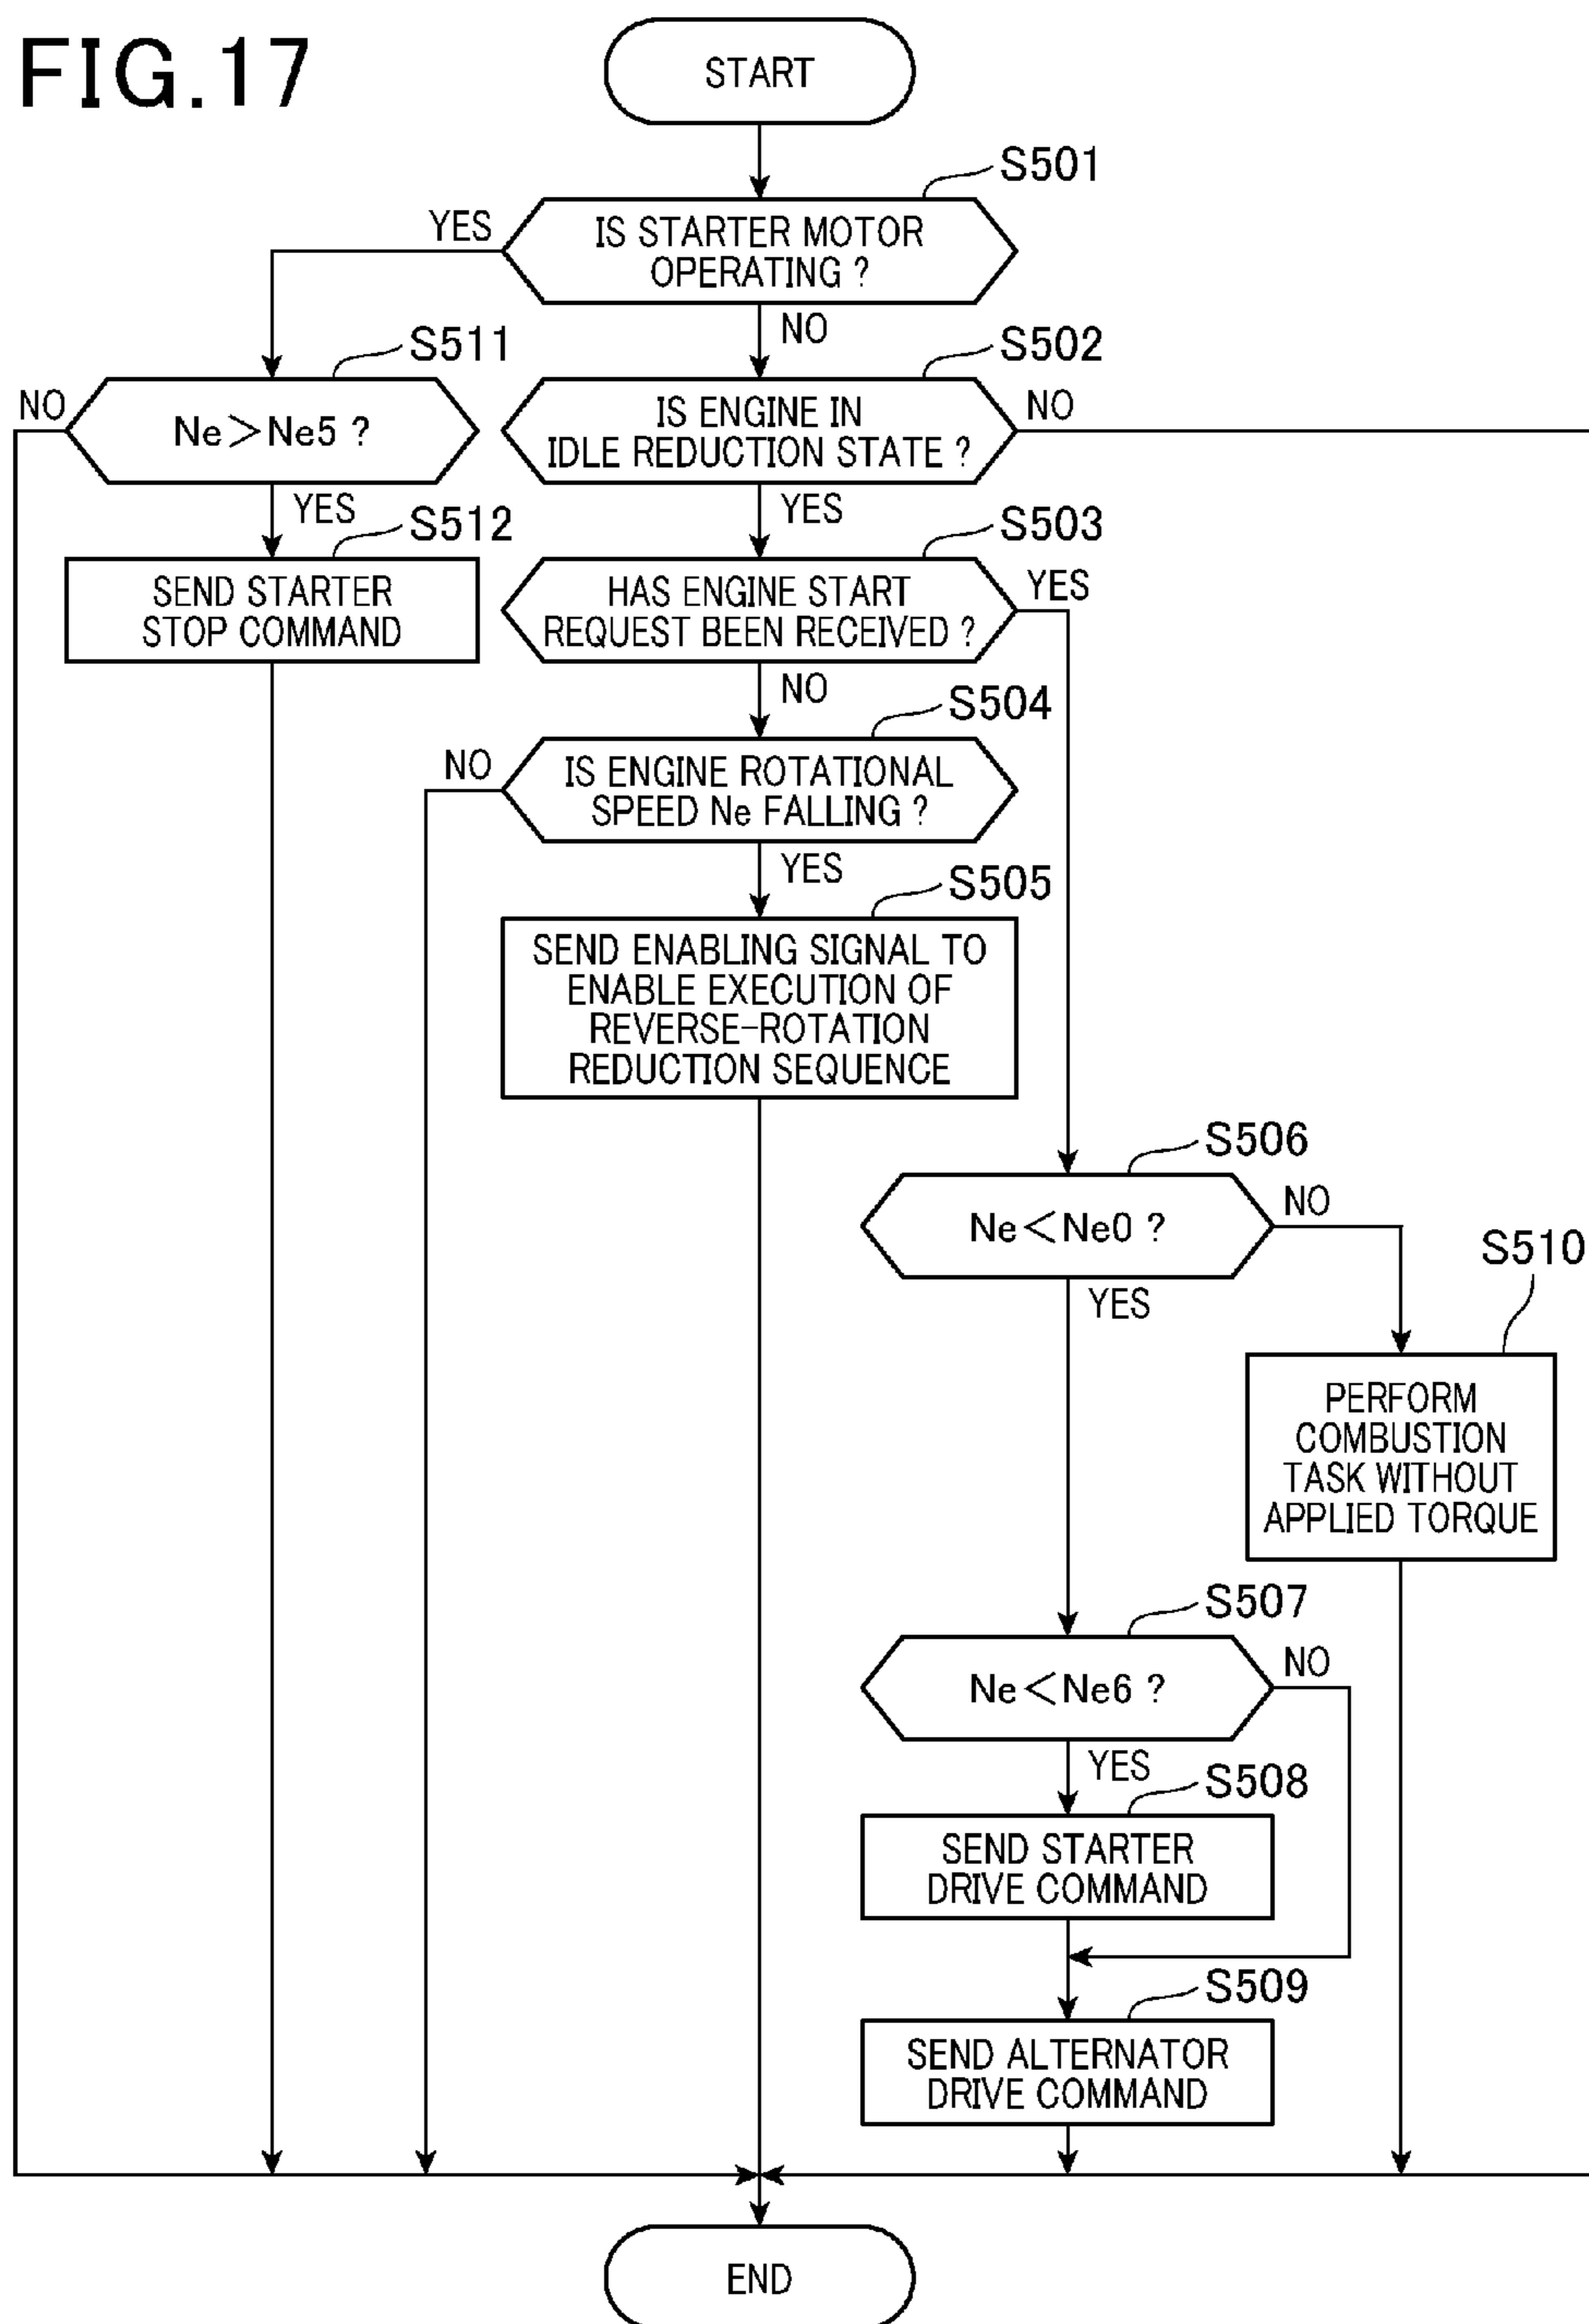 FIG.17
START
S501
YES
IS STARTER MOTOR
OPERATING ?
NO
S511
S502
NO
Ne＞Ne5 ?
IS ENGINE IN
IDLE REDUCTION STATE ?
NO
YES
S512
YES
S503
SEND STARTER
STOP COMMAND
HAS ENGINE START
REQUEST BEEN RECEIVED ?
YES
NO
S504
NO
IS ENGINE ROTATIONAL
SPEED Ne FALLING ?
YES
S505
SEND ENABLING SIGNAL TO
ENABLE EXECUTION OF
REVERSE-ROTATION
REDUCTION SEQUENCE
S506
Ne＜Ne0 ?
NO
S510
YES
PERFORM
COMBUSTION
TASK WITHOUT
APPLIED TORQUE
S507
Ne＜Ne6 ?
NO
YES
S508
SEND STARTER
DRIVE COMMAND
S509
SEND ALTERNATOR
DRIVE COMMAND
END